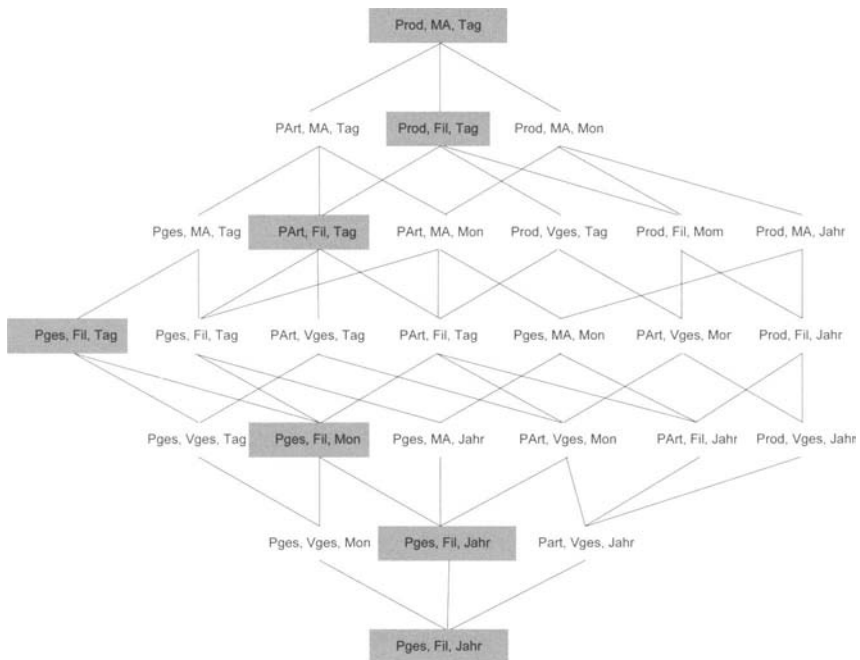 Prod, MA, Tag
PArt, MA, Tag Prod, Fil, Tag Prod, MA, Mon
Pges, MA, Tag PArt, Fil, Tag PArt, MA, Mon Prod, Vges, Tag Prod, Fil, Mom Prod, MA, Jahr
Pges, Fil, Tag Pges, Fil, Tag PArt, Vges, Tag PArt, Fil, Tag Pges, MA, Mon PArt, Vges, Mor Prod, Fil, Jahr
Pges, Vges, Tag Pges, Fil, Mon Pges, MA, Jahr PArt, Vges, Mon PArt, Fil, Jahr Prod, Vges, Jahr
Pges, Vges, Mon Pges, Fil, Jahr Part, Vges, Jahr
Pges, Fil, Jahr